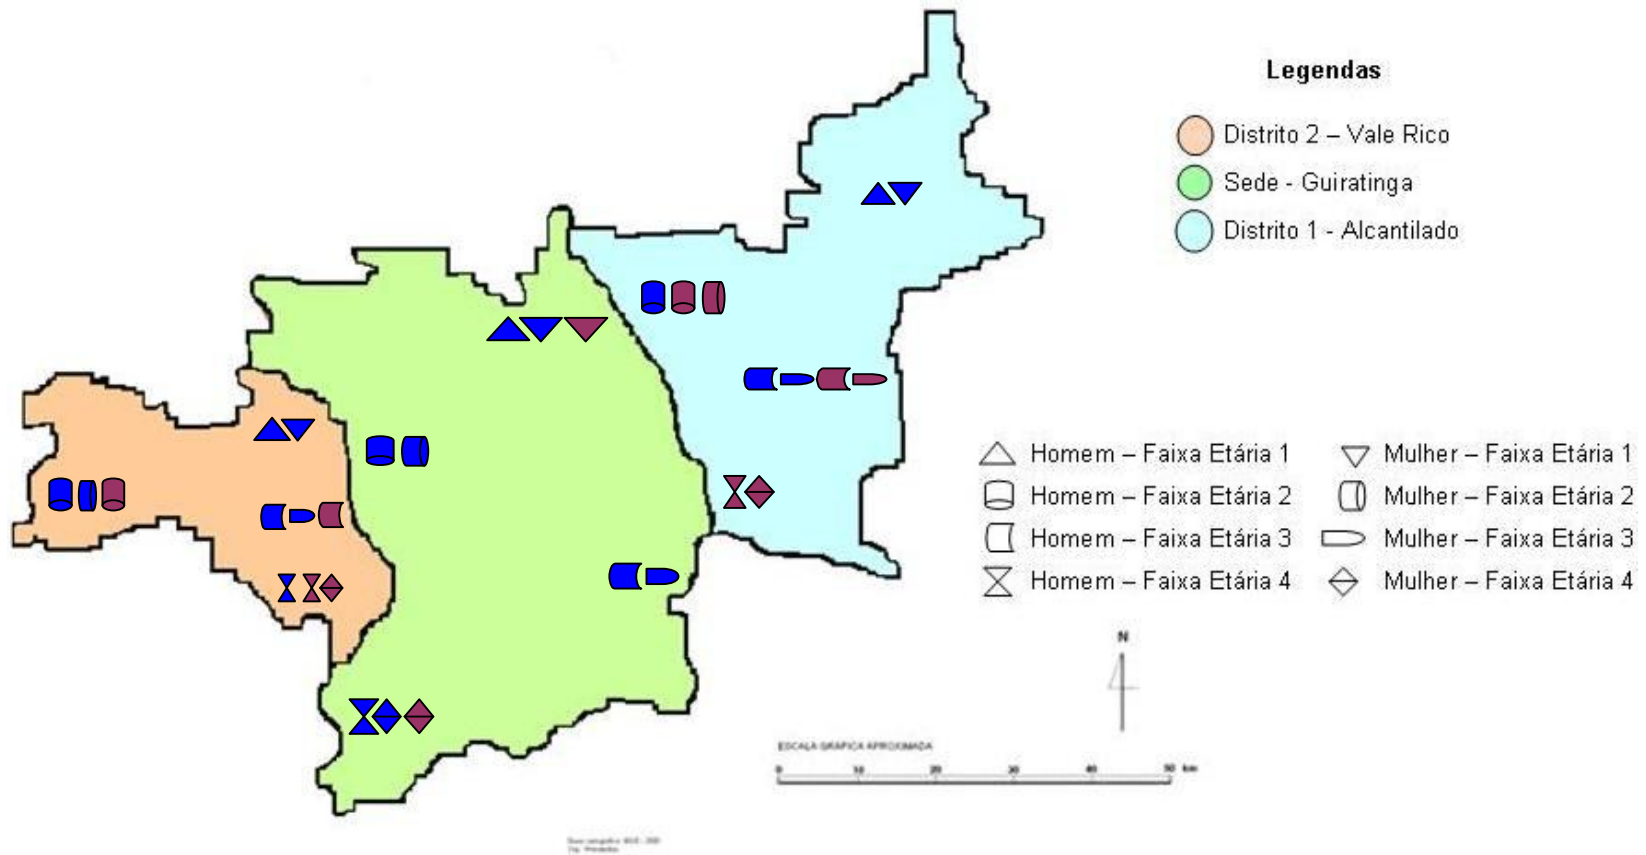 Legendas
Distrito 2 – Vale Rico
Sede - Guiratinga
Distrito 1 - Alcantilado
Homem – Faixa Etária 1
Mulher – Faixa Etária 1
Homem – Faixa Etária 2
Mulher – Faixa Etária 2
Homem – Faixa Etária 3
Mulher – Faixa Etária 3
Homem – Faixa Etária 4
Mulher – Faixa Etária 4
N
ESCALA GRÁFICA APROXIMADA
0 10 20 30 40 50 km